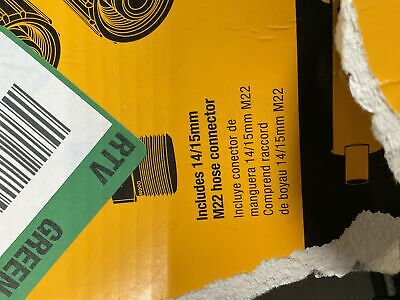 Includes 14/15mm
M22 hose connector
Incluye conector de
manguera 14/15mm M22
Comprend raccord
de boyau 14/15mm M22
RTV
GREEN